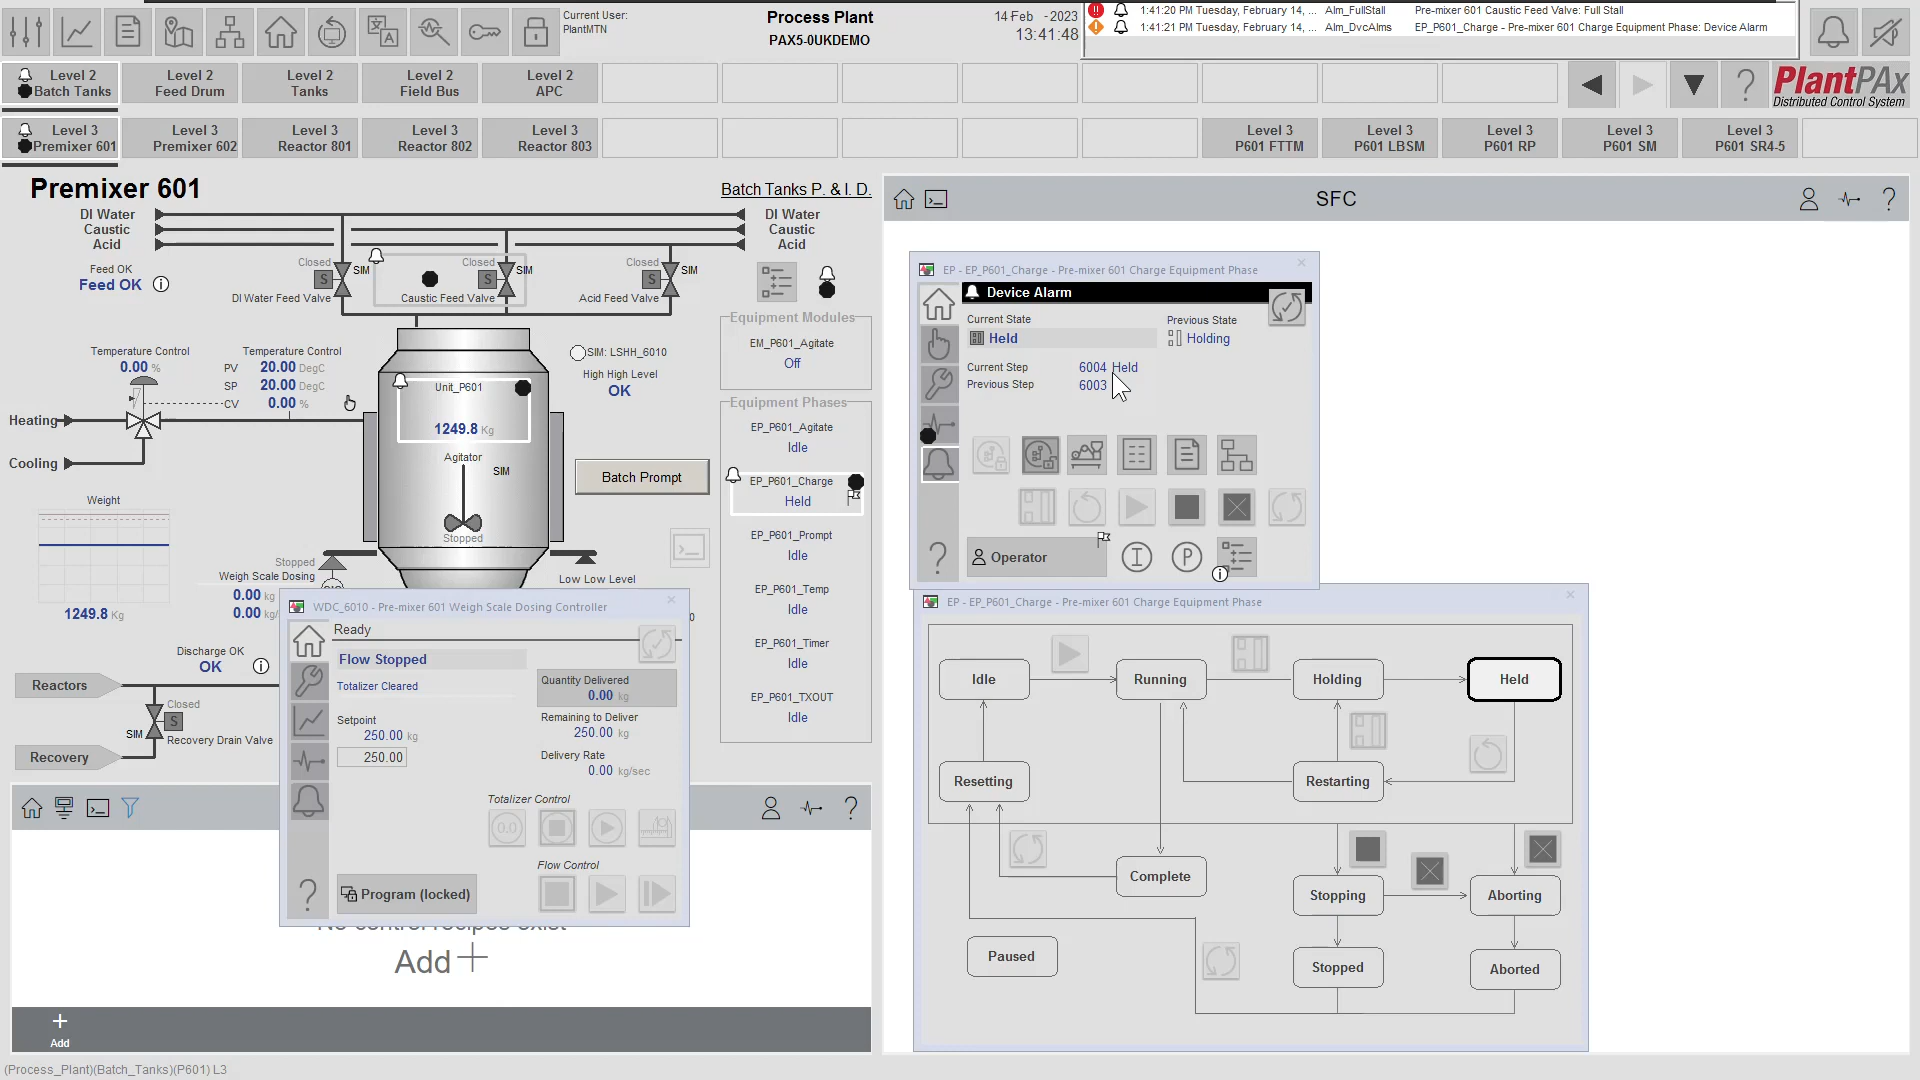 Current User:
PlantMTN
Process Plant
PAX5-0UKDEMO
14 Feb -2023
13:41:48
1:41:20 PM Tuesday, February 14, ... Alm_FullStall Pre-mixer 601 Caustic Feed Valve: Full Stall
1:41:21 PM Tuesday, February 14, ... Alm_DvcAlms EP_P601_Charge - Pre-mixer 601 Charge Equipment Phase: Device Alarm
Level 2
Batch Tanks
Level 2
Feed Drum
Level 2
Tanks
Level 2
Field Bus
Level 2
APC
?
PlantPAx
Distributed Control System
Level 3
Premixer 601
Level 3
Premixer 602
Level 3
Reactor 801
Level 3
Reactor 802
Level 3
Reactor 803
Level 3
P601 FTTM
Level 3
P601 LBSM
Level 3
P601 RP
Level 3
P601 SM
Level 3
P601 SR4-5
Premixer 601
Batch Tanks P. & I. D.
DI Water
Caustic
Acid
DI Water
Caustic
Acid
Feed OK
Feed OK
Closed
S
SIM
DI Water Feed Valve
Closed
S
SIM
Caustic Feed Valve
Closed
S
SIM
Acid Feed Valve
Temperature Control
0.00 %
Temperature Control
PV 20.00 DegC
SP 20.00 DegC
CV 0.00 %
Heating
Cooling
SIM: LSHH_6010
High High Level
OK
Unit_P601
1249.8 Kg
Agitator
SIM
Stopped
Batch Prompt
Weight
1249.8 Kg
Stopped
Weigh Scale Dosing
0.00 kg
0.00 kg/
Low Low Level
0
Discharge OK
OK
Reactors
Recovery
Closed
S
SIM
Recovery Drain Valve
Equipment Modules
EM_P601_Agitate
Off
Equipment Phases
EP_P601_Agitate
Idle
EP_P601_Charge
Held
EP_P601_Prompt
Idle
EP_P601_Temp
Idle
EP_P601_Timer
Idle
EP_P601_TXOUT
Idle
WDC_6010 - Pre-mixer 601 Weigh Scale Dosing Controller
Ready
Flow Stopped
Totalizer Cleared
Quantity Delivered
0.00 kg
Setpoint
250.00 kg
250.00
Remaining to Deliver
250.00 kg
Delivery Rate
0.00 kg/sec
Totalizer Control
0.0
Flow Control
Program (locked)
?
?
No control recipes exist
Add
Add
(Process_Plant)(Batch_Tanks)(P601) L3
SFC
?
EP - EP_P601_Charge - Pre-mixer 601 Charge Equipment Phase
Device Alarm
Current State
Held
Previous State
Holding
Current Step 6004 Held
Previous Step 6003
Operator
I
P
?
EP - EP_P601_Charge - Pre-mixer 601 Charge Equipment Phase
Idle
Running
Holding
Held
Resetting
Restarting
Complete
Stopping
Aborting
Paused
Stopped
Aborted